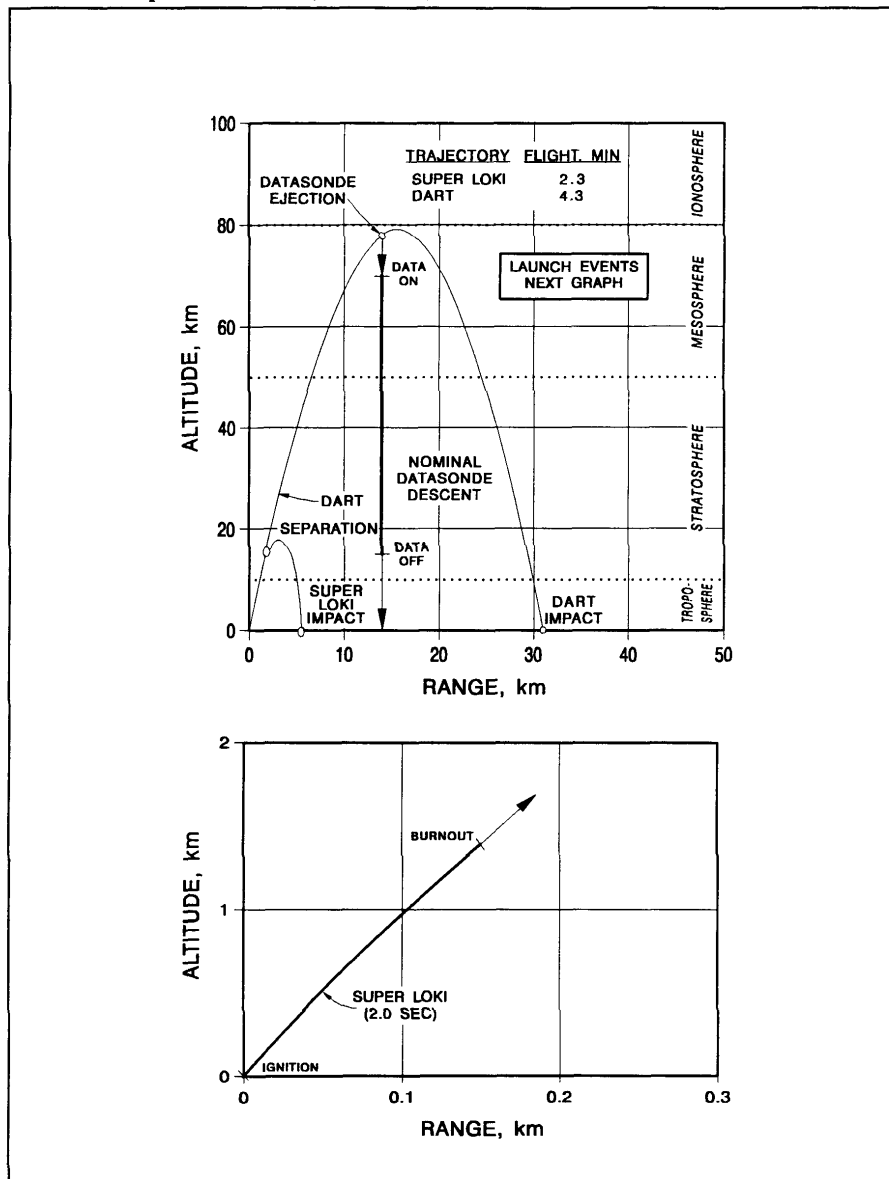 100
80
60
40
20
0
ALTITUDE, km
TRAJECTORY FLIGHT. MIN
SUPER LOKI 2.3
DART 4.3
DATASONDE
EJECTION
DATA
ON
LAUNCH EVENTS
NEXT GRAPH
NOMINAL
DATASONDE
DESCENT
DART
SEPARATION
DATA
OFF
SUPER
LOKI
IMPACT
DART
IMPACT
IONOSPHERE
MESOSPHERE
STRATOSPHERE
TROPO-
SPHERE
0 10 20 30 40 50
RANGE, km
2
1
0
ALTITUDE, km
BURNOUT
SUPER LOKI
(2.0 SEC)
IGNITION
0 0.1 0.2 0.3
RANGE, km